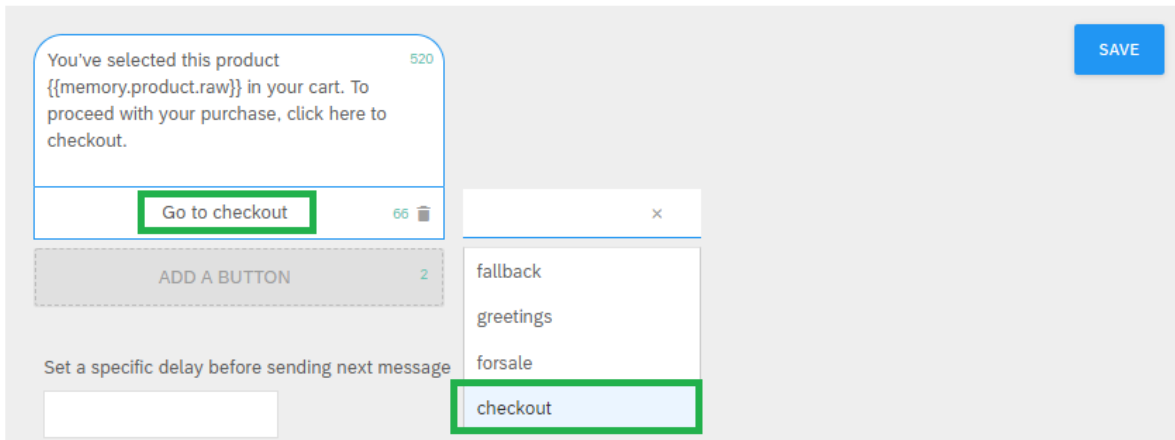 SAVE
You've selected this product
{{memory.product.raw}} in your cart. To
proceed with your purchase, click here to
checkout.
520
Go to checkout
66
×
ADD A BUTTON
2
fallback
greetings
forsale
checkout
Set a specific delay before sending next message